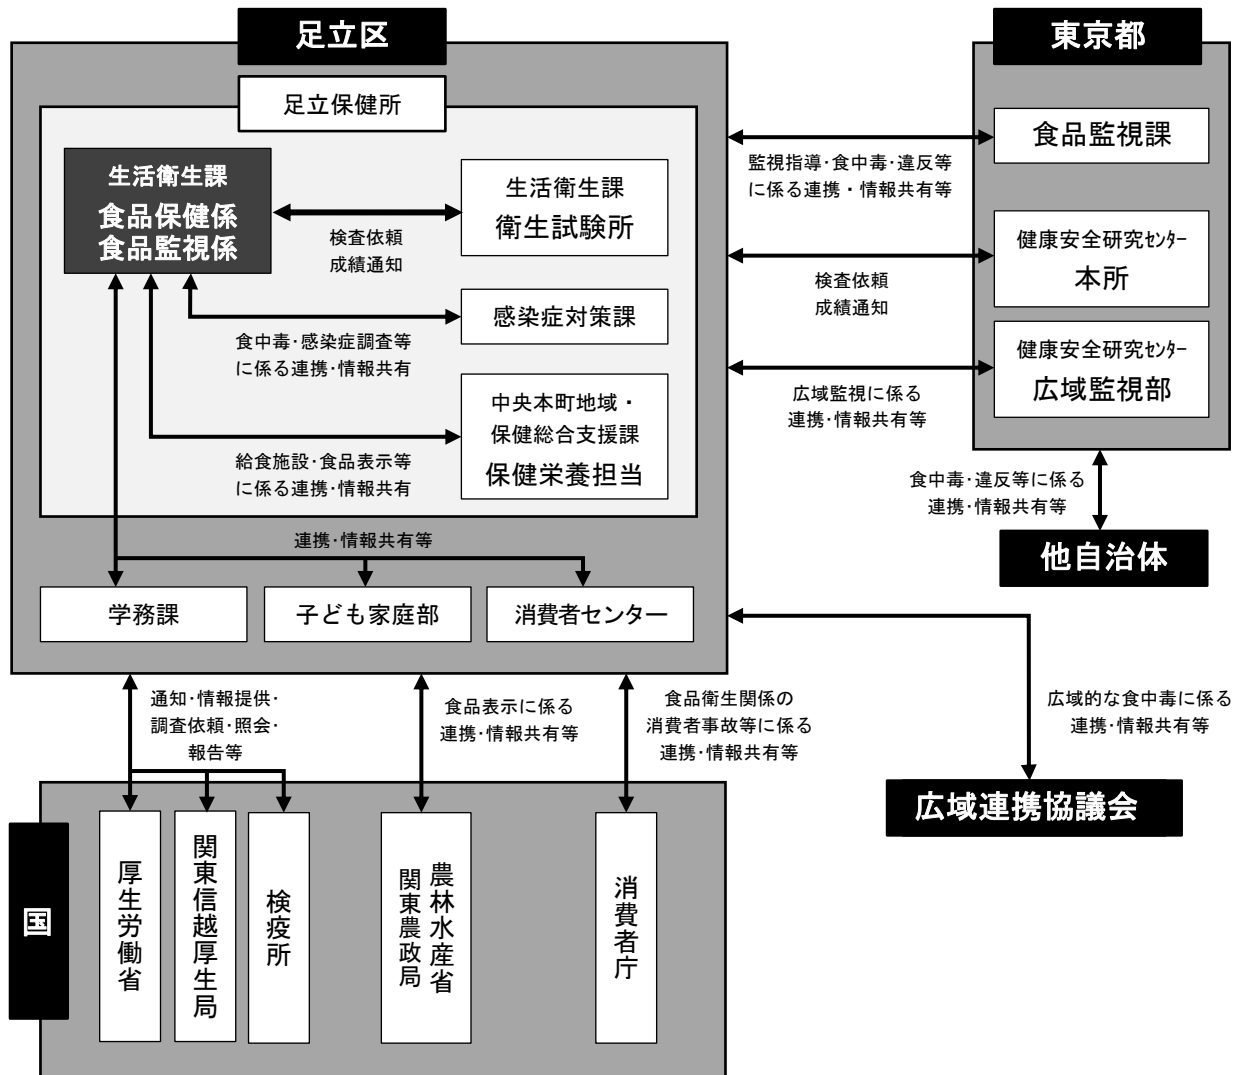 足立区
足立保健所
生活衛生課
食品保健係
食品監視係
検査依頼
成績通知
生活衛生課
衛生試験所
食中毒・感染症調査等
に係る連携・情報共有
感染症対策課
給食施設・食品表示等
に係る連携・情報共有
中央本町地域・
保健総合支援課
保健栄養担当
連携・情報共有等
学務課
子ども家庭部
消費者センター
東京都
食品監視課
監視指導・食中毒・違反等
に係る連携・情報共有等
健康安全研究ｾﾝﾀｰ
本所
検査依頼
成績通知
健康安全研究ｾﾝﾀｰ
広域監視部
広域監視に係る
連携・情報共有等
食中毒・違反等に係る
連携・情報共有等
他自治体
広域的な食中毒に係る
連携・情報共有等
広域連携協議会
通知・情報提供・
調査依頼・照会・
報告等
食品表示に係る
連携・情報共有等
食品衛生関係の
消費者事故等に係る
連携・情報共有等
国
厚生労働省
関東信越厚生局
検疫所
農林水産省
関東農政局
消費者庁